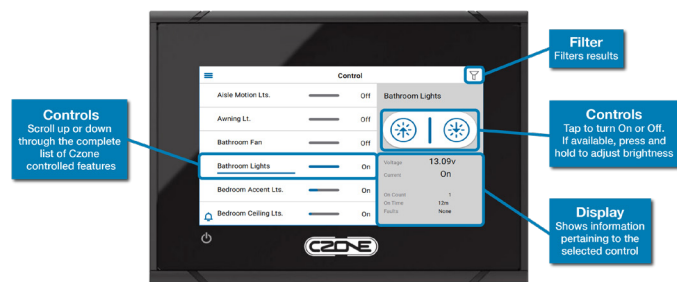 Filter
Filters results
Control
Aisle Motion Lts.
Off
Awning Lt.
Off
Bathroom Fan
Off
Bathroom Lights
On
Bedroom Accent Lts.
On
Bedroom Ceiling Lts.
On
Bathroom Lights
Voltage
13.09v
Current
On
On Count
1
On Time
12m
Faults
None
CZONE
Controls
Scroll up or down
through the complete
list of Czone
controlled features
Controls
Tap to turn On or Off.
If available, press and
hold to adjust brightness
Display
Shows information
pertaining to the
selected control